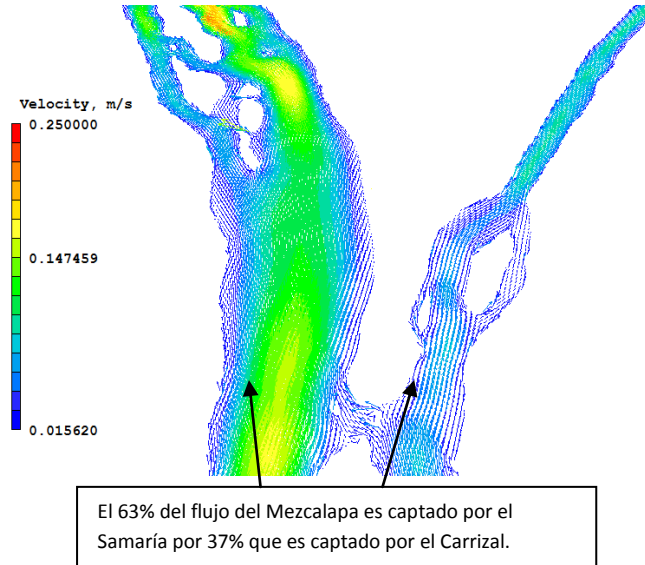 Velocity, m/s
0.250000
0.147459
0.015620
El 63% del flujo del Mezcalapa es captado por el
Samaría por 37% que es captado por el Carrizal.